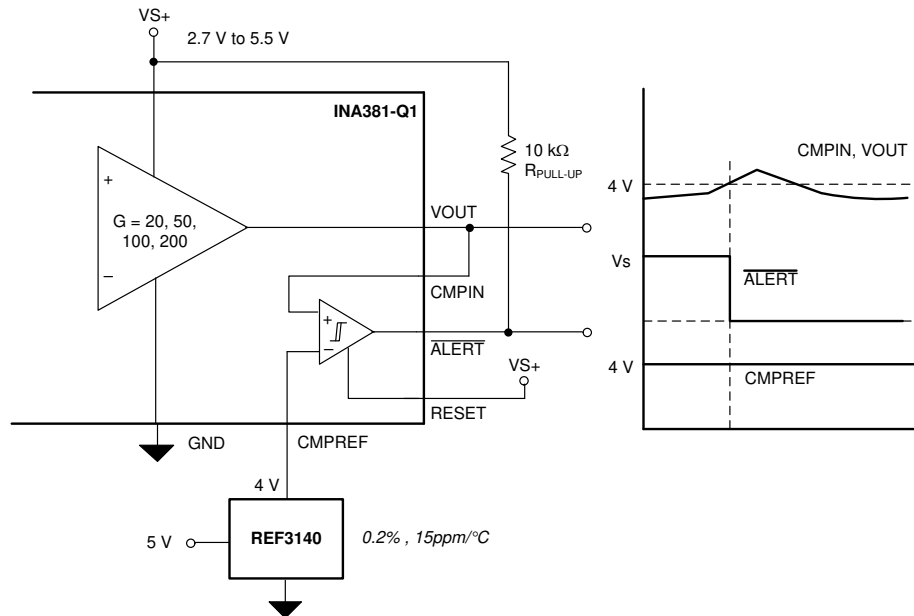 VS+
2.7 V to 5.5 V
INA381-Q1
+
G = 20, 50,
100, 200
–
10 kΩ
RPULL-UP
VOUT
CMPIN
+
–
ALERT
VS+
RESET
GND
CMPREF
4 V
5 V
REF3140
0.2% , 15ppm/°C
CMPIN, VOUT
4 V
Vs
ALERT
4 V
CMPREF